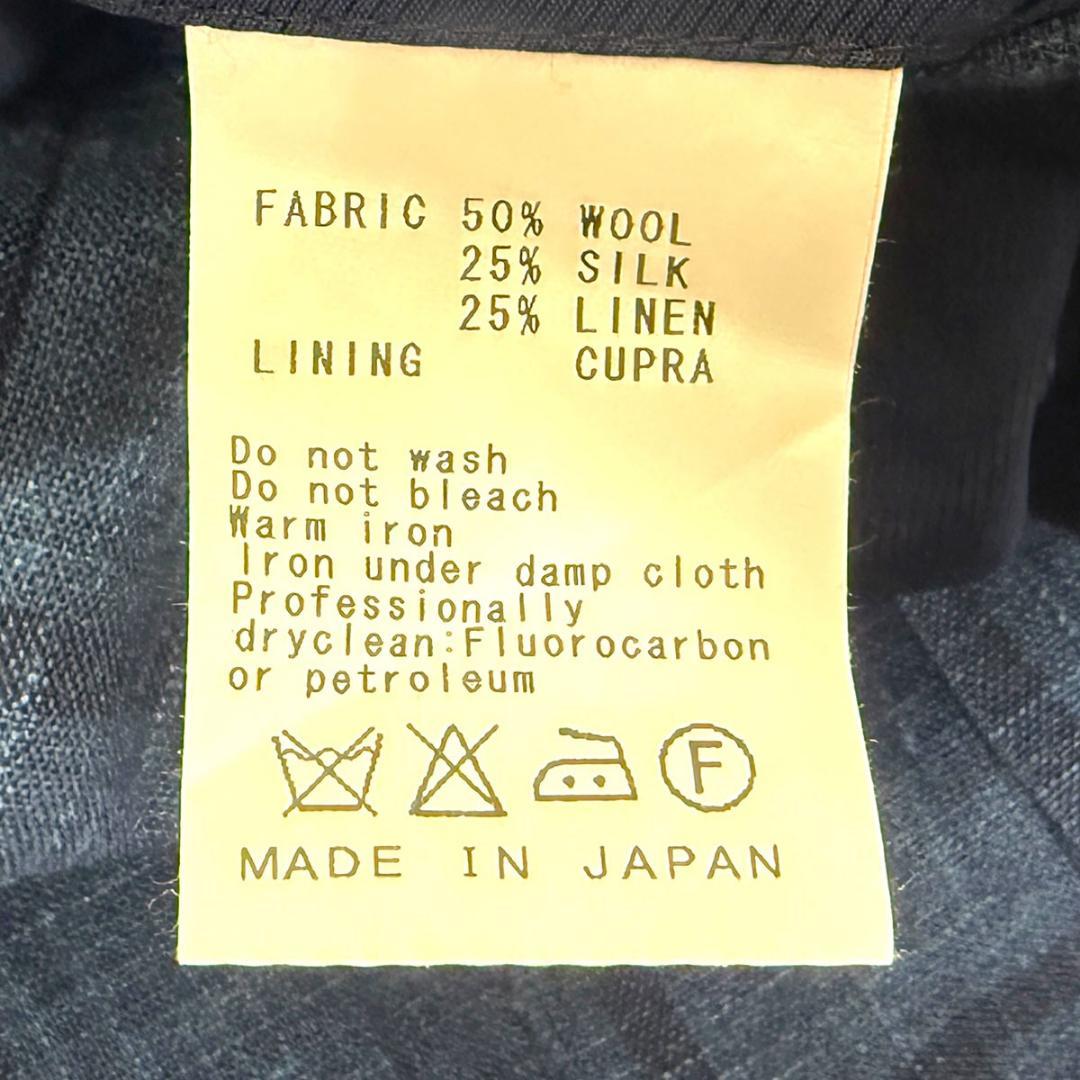 FABRIC 50% WOOL
25% SILK
25% LINEN
LINING CUPRA
Do not wash
Do not bleach
Warm iron
Iron under damp cloth
Professionally
dryclean:Fluorocarbon
or petroleum
F
MADE IN JAPAN